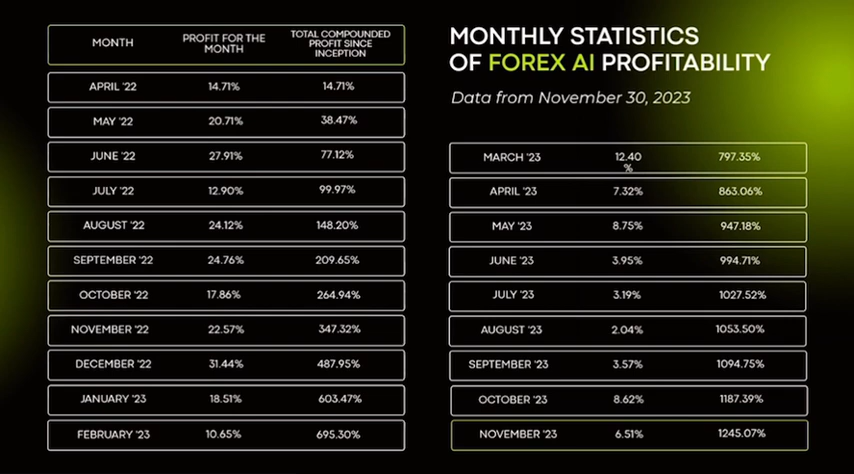 MONTH PROFIT FOR THE MONTH TOTAL COMPOUNDED PROFIT SINCE INCEPTION
APRIL '22 14.71% 14.71%
MAY '22 20.71% 38.47%
JUNE '22 27.91% 77.12%
JULY '22 12.90% 99.97%
AUGUST '22 24.12% 148.20%
SEPTEMBER '22 24.76% 209.65%
OCTOBER '22 17.86% 264.94%
NOVEMBER '22 22.57% 347.32%
DECEMBER '22 31.44% 487.95%
JANUARY '23 18.51% 603.47%
FEBRUARY '23 10.65% 695.30%
MONTHLY STATISTICS
OF FOREX AI PROFITABILITY
Data from November 30, 2023
MARCH '23 12.40 % 797.35%
APRIL '23 7.32% 863.06%
MAY '23 8.75% 947.18%
JUNE '23 3.95% 994.71%
JULY '23 3.19% 1027.52%
AUGUST '23 2.04% 1053.50%
SEPTEMBER '23 3.57% 1094.75%
OCTOBER '23 8.62% 1187.39%
NOVEMBER '23 6.51% 1245.07%